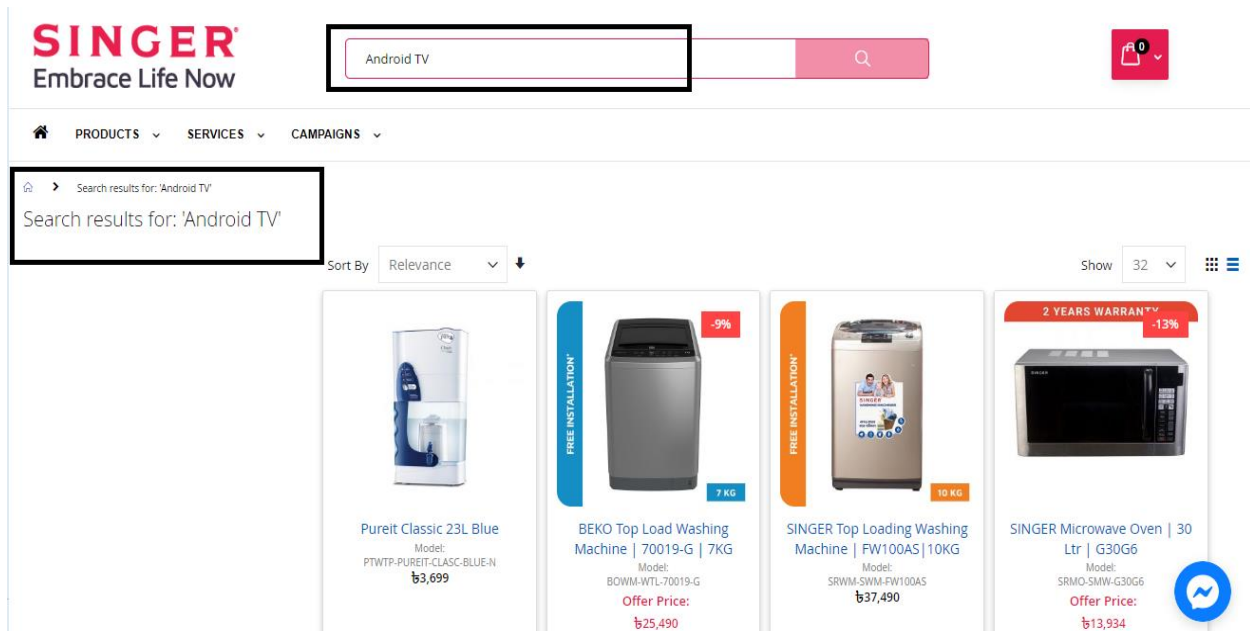 SINGER
Embrace Life Now
Android TV
0
PRODUCTS SERVICES CAMPAIGNS
Search results for: 'Android TV'
Search results for: 'Android TV'
Sort By Relevance Show 32
FREE INSTALLATION*
-9%
7 KG
FREE INSTALLATION*
SINGER
10 KG
2 YEARS WARRANTY
-13%
SINGER
Pureit Classic 23L Blue
Model:
PTWTP-PUREIT-CLASC-BLUE-N
৳3,699
BEKO Top Load Washing
Machine | 70019-G | 7KG
Model:
BOWM-WTL-70019-G
Offer Price:
৳25,490
SINGER Top Loading Washing
Machine | FW100AS|10KG
Model:
SRWM-SWM-FW100AS
৳37,490
SINGER Microwave Oven | 30
Ltr | G30G6
Model:
SRMO-SMW-G30G6
Offer Price:
৳13,934